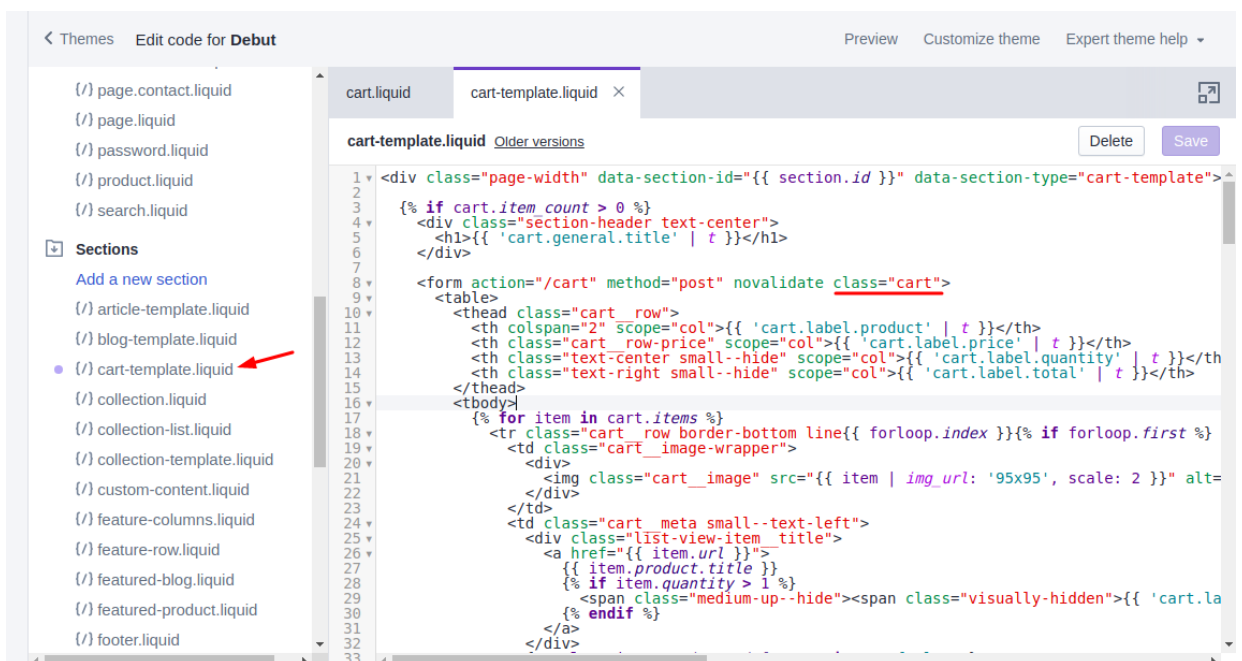 Themes Edit code for Debut Preview Customize theme Expert theme help
{/} page.contact.liquid
{/} page.liquid
{/} password.liquid
{/} product.liquid
{/} search.liquid
Sections
Add a new section
{/} article-template.liquid
{/} blog-template.liquid
{/} cart-template.liquid
{/} collection.liquid
{/} collection-list.liquid
{/} collection-template.liquid
{/} custom-content.liquid
{/} feature-columns.liquid
{/} feature-row.liquid
{/} featured-blog.liquid
{/} featured-product.liquid
{/} footer.liquid
cart.liquid cart-template.liquid ×
cart-template.liquid Older versions Delete Save
1 <div class="page-width" data-section-id="{{ section.id }}" data-section-type="cart-template">
2
3 {% if cart.item_count > 0 %}
4 <div class="section-header text-center">
5 <h1>{{ 'cart.general.title' | t }}</h1>
6 </div>
7
8 <form action="/cart" method="post" novalidate class="cart">
9 <table>
10 <thead class="cart__row">
11 <th colspan="2" scope="col">{{ 'cart.label.product' | t }}</th>
12 <th class="cart__row-price" scope="col">{{ 'cart.label.price' | t }}</th>
13 <th class="text-center small--hide" scope="col">{{ 'cart.label.quantity' | t }}</th
14 <th class="text-right small--hide" scope="col">{{ 'cart.label.total' | t }}</th>
15 </thead>
16 <tbody>
17 {% for item in cart.items %}
18 <tr class="cart__row border-bottom line{{ forloop.index }}{% if forloop.first %}
19 <td class="cart__image-wrapper">
20 <div>
21 <img class="cart__image" src="{{ item | img_url: '95x95', scale: 2 }}" alt=
22 </div>
23 </td>
24 <td class="cart__meta small--text-left">
25 <div class="list-view-item__title">
26 <a href="{{ item.url }}">
27 {{ item.product.title }}
28 {% if item.quantity > 1 %}
29 <span class="medium-up--hide"><span class="visually-hidden">{{ 'cart.la
30 {% endif %}
31 </a>
32 </div>
33